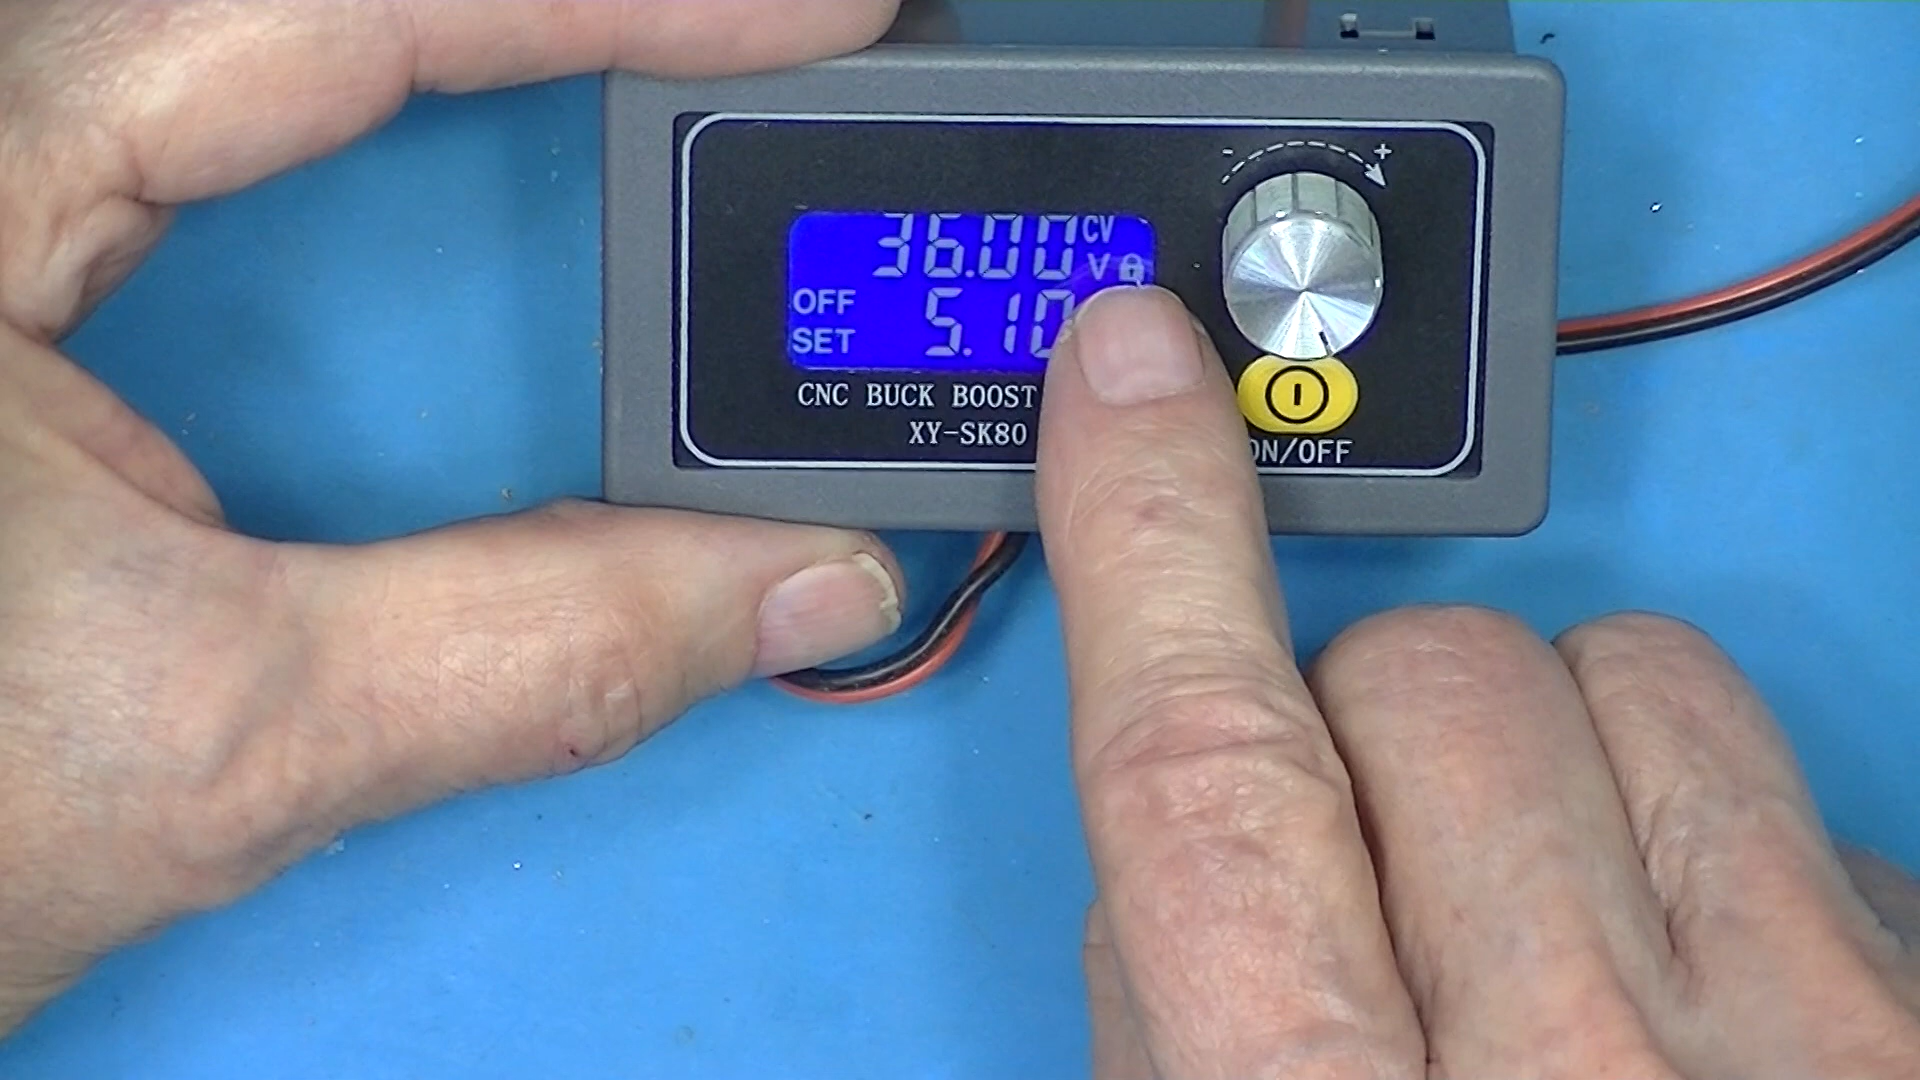 - +
36.00 CV
V
OFF
SET 5.10
CNC BUCK BOOST
XY-SK80
ON/OFF